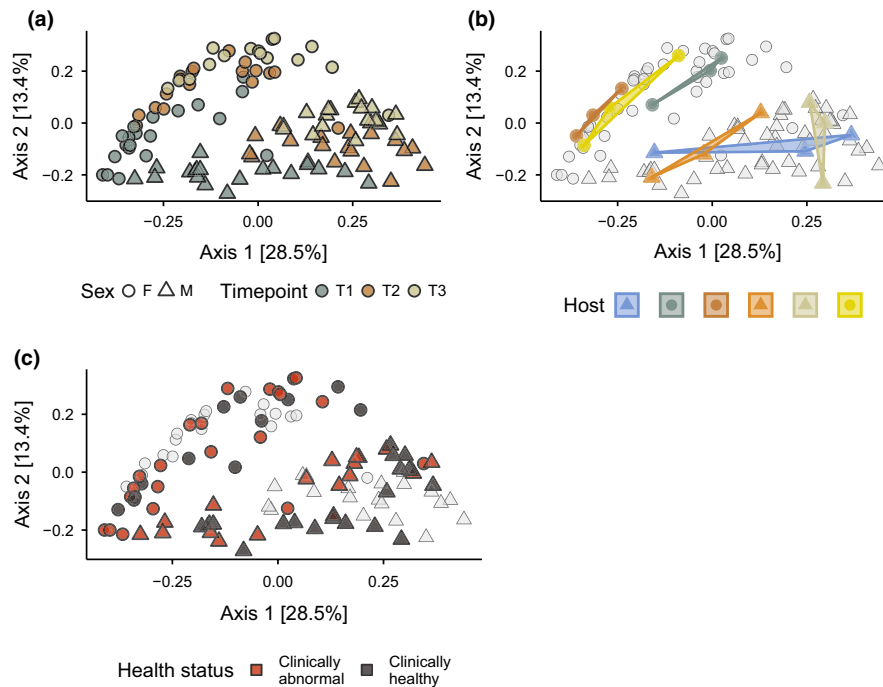 (a)
Axis 2 [13.4%]
0.2
0.0
−0.2
−0.25
0.00
0.25
Axis 1 [28.5%]
Sex F M Timepoint T1 T2 T3
(b)
Axis 2 [13.4%]
0.2
0.0
−0.2
−0.25
0.00
0.25
Axis 1 [28.5%]
Host
(c)
Axis 2 [13.4%]
0.2
0.0
−0.2
−0.25
0.00
0.25
Axis 1 [28.5%]
Health status
Clinically
abnormal
Clinically
healthy